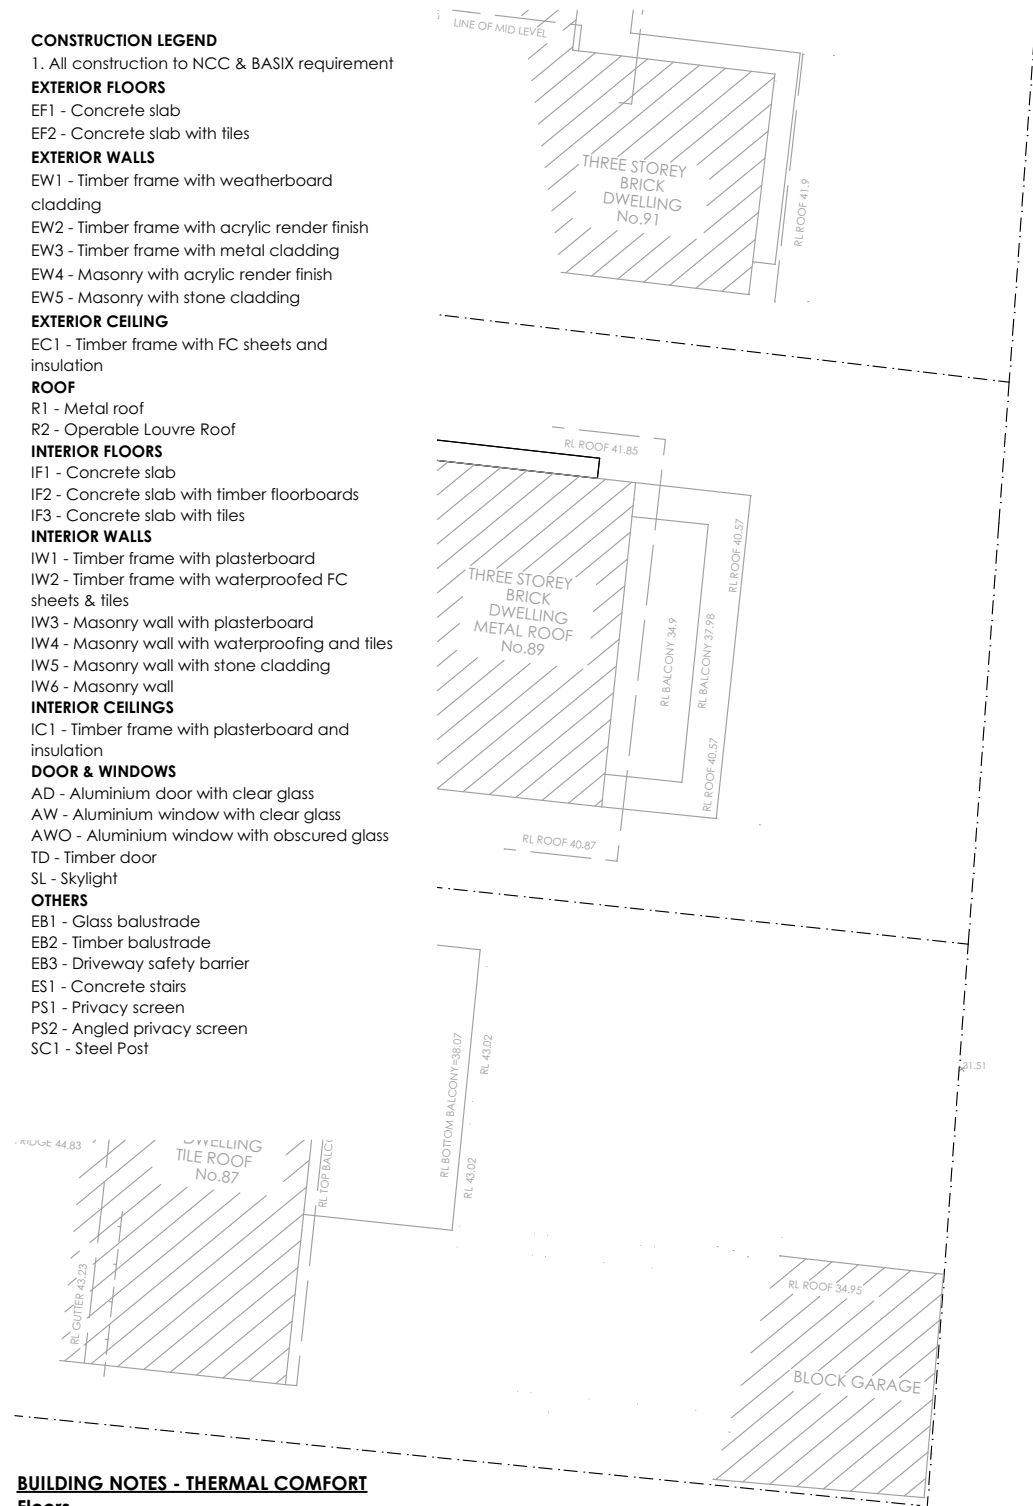 CONSTRUCTION LEGEND
1. All construction to NCC & BASIX requirement
EXTERIOR FLOORS
EF1 - Concrete slab
EF2 - Concrete slab with tiles
EXTERIOR WALLS
EW1 - Timber frame with weatherboard
cladding
EW2 - Timber frame with acrylic render finish
EW3 - Timber frame with metal cladding
EW4 - Masonry with acrylic render finish
EW5 - Masonry with stone cladding
EXTERIOR CEILING
EC1 - Timber frame with FC sheets and
insulation
ROOF
R1 - Metal roof
R2 - Operable Louvre Roof
INTERIOR FLOORS
IF1 - Concrete slab
IF2 - Concrete slab with timber floorboards
IF3 - Concrete slab with tiles
INTERIOR WALLS
IW1 - Timber frame with plasterboard
IW2 - Timber frame with waterproofed FC
sheets & tiles
IW3 - Masonry wall with plasterboard
IW4 - Masonry wall with waterproofing and tiles
IW5 - Masonry wall with stone cladding
IW6 - Masonry wall
INTERIOR CEILINGS
IC1 - Timber frame with plasterboard and
insulation
DOOR & WINDOWS
AD - Aluminium door with clear glass
AW - Aluminium window with clear glass
AWO - Aluminium window with obscured glass
TD - Timber door
SL - Skylight
OTHERS
EB1 - Glass balustrade
EB2 - Timber balustrade
EB3 - Driveway safety barrier
ES1 - Concrete stairs
PS1 - Privacy screen
PS2 - Angled privacy screen
SC1 - Steel Post
LINE OF MID LEVEL
THREE STOREY
BRICK
DWELLING
No.91
RL ROOF 41.9
RL ROOF 41.85
THREE STOREY
BRICK
DWELLING
METAL ROOF
No.89
RL BALCONY 34.9
RL BALCONY 37.98
RL ROOF 40.57
RL ROOF 40.57
RL ROOF 40.87
RL BOTTOM BALCONY=38.07
RL 43.02
RL 43.02
31.51
RIDGE 44.83
DWELLING
TILE ROOF
No.87
RL TOP BALCO
RL GUTTER 43.23
RL ROOF 34.95
BLOCK GARAGE
BUILDING NOTES - THERMAL COMFORT
Floors